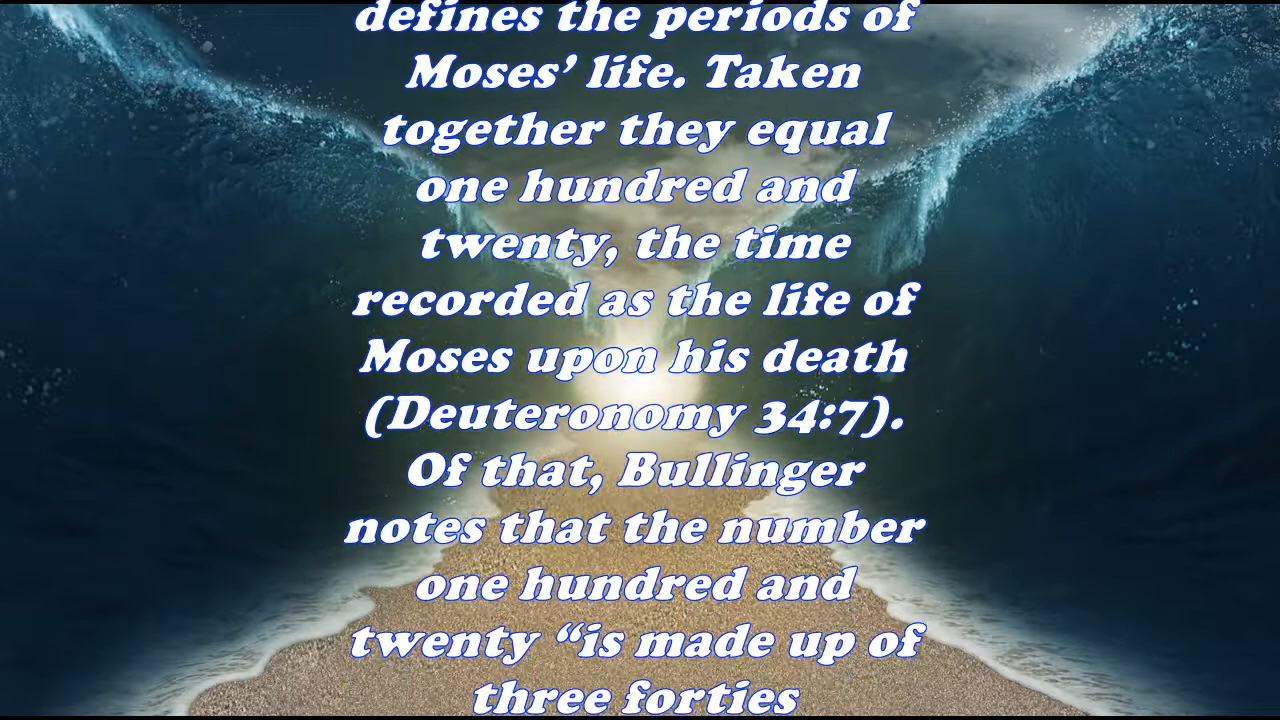 defines the periods of
Moses’ life. Taken
together they equal
one hundred and
twenty, the time
recorded as the life of
Moses upon his death
(Deuteronomy 34:7).
Of that, Bullinger
notes that the number
one hundred and
twenty “is made up of
three forties